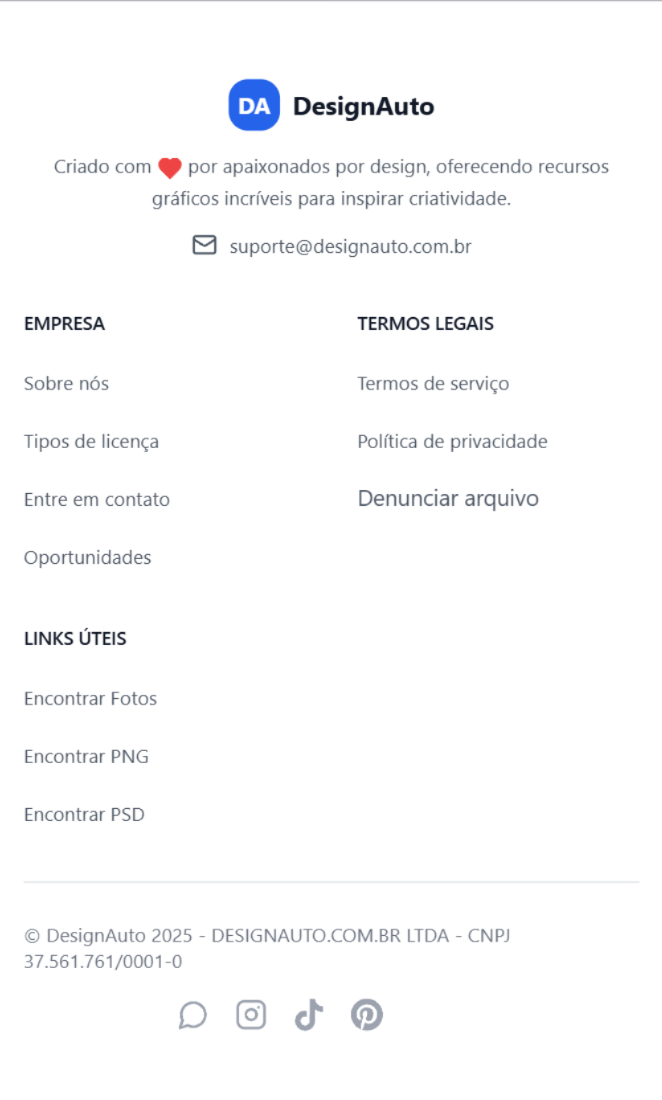 DA DesignAuto
Criado com ❤ por apaixonados por design, oferecendo recursos
gráficos incríveis para inspirar criatividade.
suporte@designauto.com.br
EMPRESA
Sobre nós
Tipos de licença
Entre em contato
Oportunidades
TERMOS LEGAIS
Termos de serviço
Política de privacidade
Denunciar arquivo
LINKS ÚTEIS
Encontrar Fotos
Encontrar PNG
Encontrar PSD
© DesignAuto 2025 - DESIGNAUTO.COM.BR LTDA - CNPJ
37.561.761/0001-0